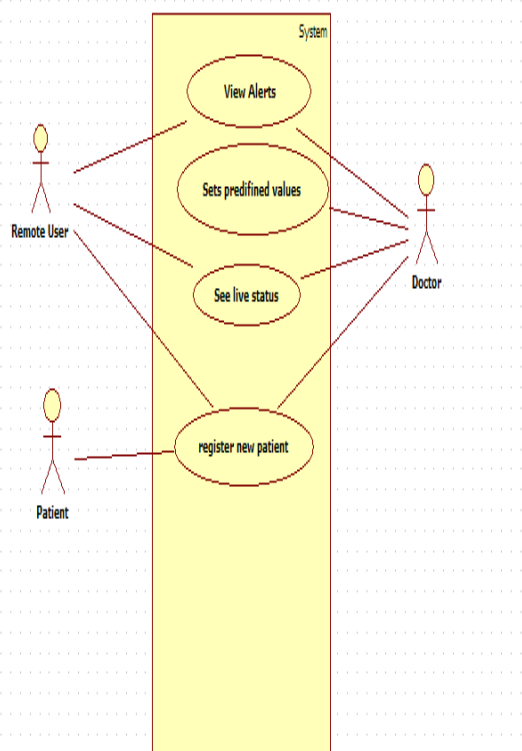 System
View Alerts
Sets predifined values
Remote User
Doctor
See live status
register new patient
Patient